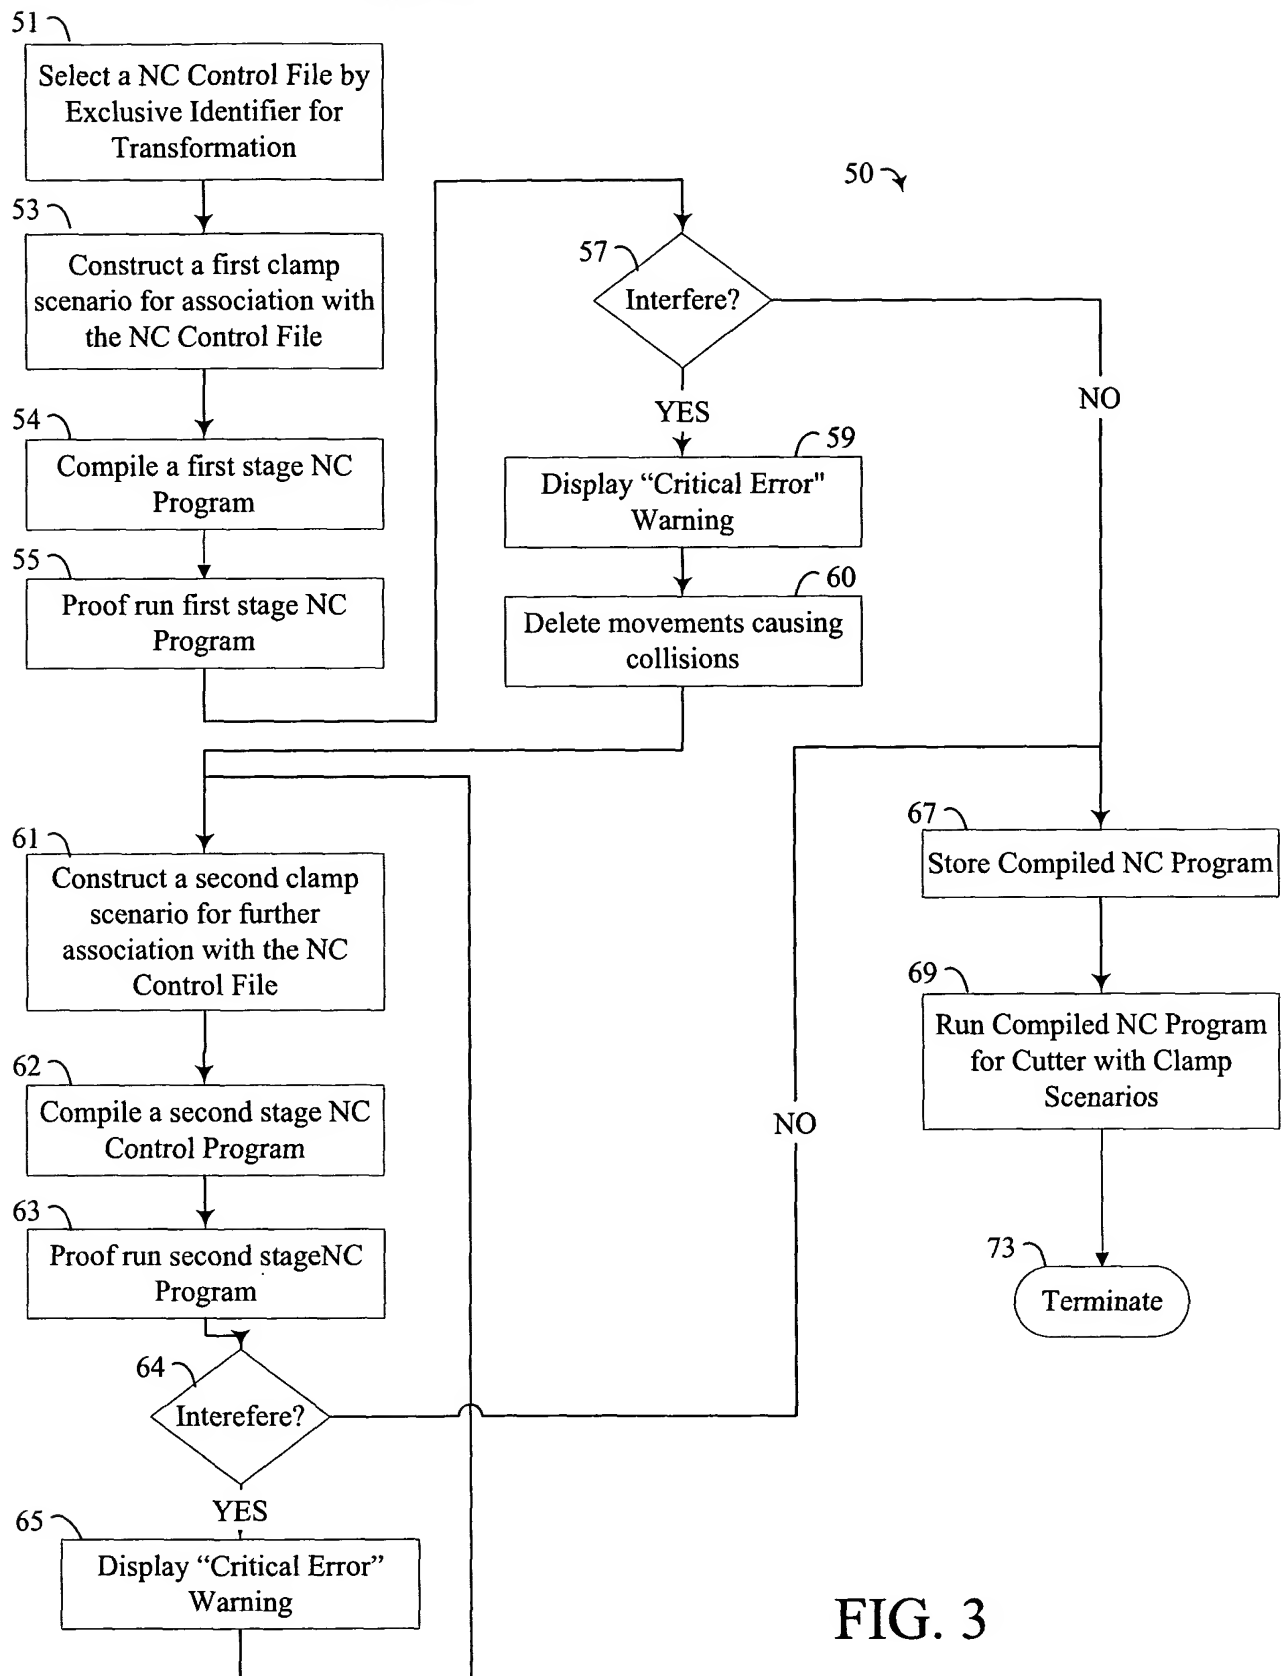 51
Select a NC Control File by
Exclusive Identifier for
Transformation
53
Construct a first clamp
scenario for association with
the NC Control File
54
Compile a first stage NC
Program
55
Proof run first stage NC
Program
50
57
Interfere?
YES
NO
59
Display “Critical Error"
Warning
60
Delete movements causing
collisions
61
Construct a second clamp
scenario for further
association with the NC
Control File
62
Compile a second stage NC
Control Program
63
Proof run second stageNC
Program
64
Interefere?
YES
NO
65
Display “Critical Error”
Warning
67
Store Compiled NC Program
69
Run Compiled NC Program
for Cutter with Clamp
Scenarios
73
Terminate
FIG. 3